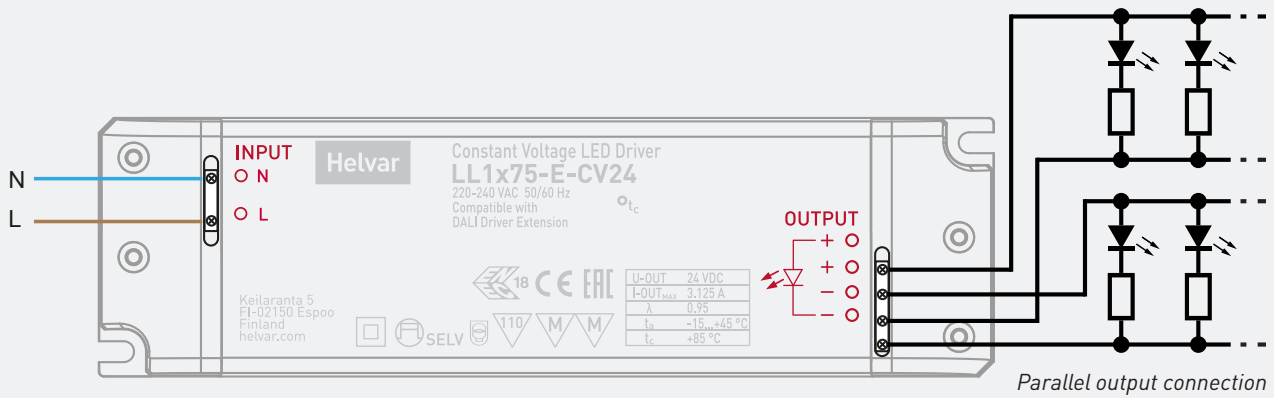 N
L
INPUT
N
L
Helvar
Constant Voltage LED Driver
LL1x75-E-CV24
220-240 VAC 50/60 Hz
Compatible with
DALI Driver Extension
tc
OUTPUT
+
+
−
−
Keilaranta 5
FI-02150 Espoo
Finland
helvar.com
18 CE EAC
SELV
110
M
M
U-OUT 24 VDC
I-OUTMAX 3.125 A
λ 0.95
ta -15...+45 °C
tc +85 °C
Parallel output connection